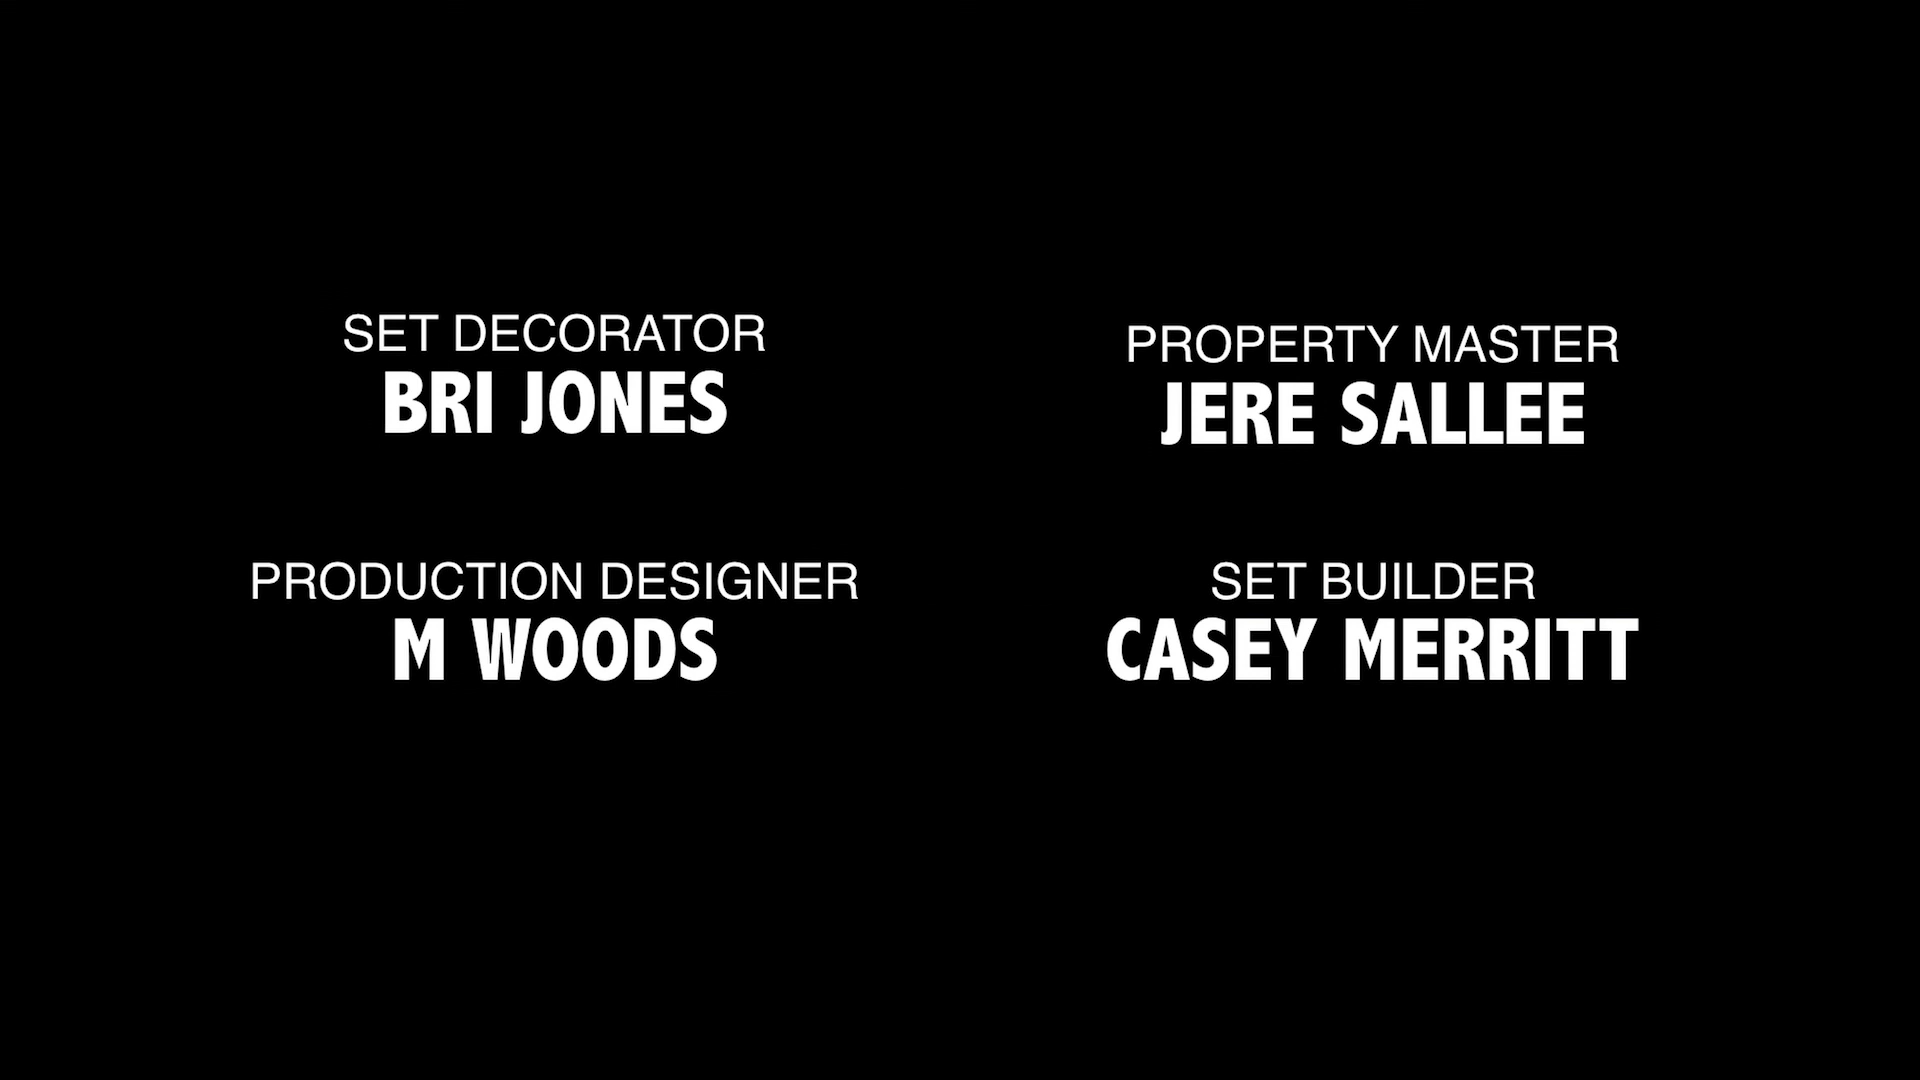 SET DECORATOR
BRI JONES
PROPERTY MASTER
JERE SALLEE
PRODUCTION DESIGNER
M WOODS
SET BUILDER
CASEY MERRITT